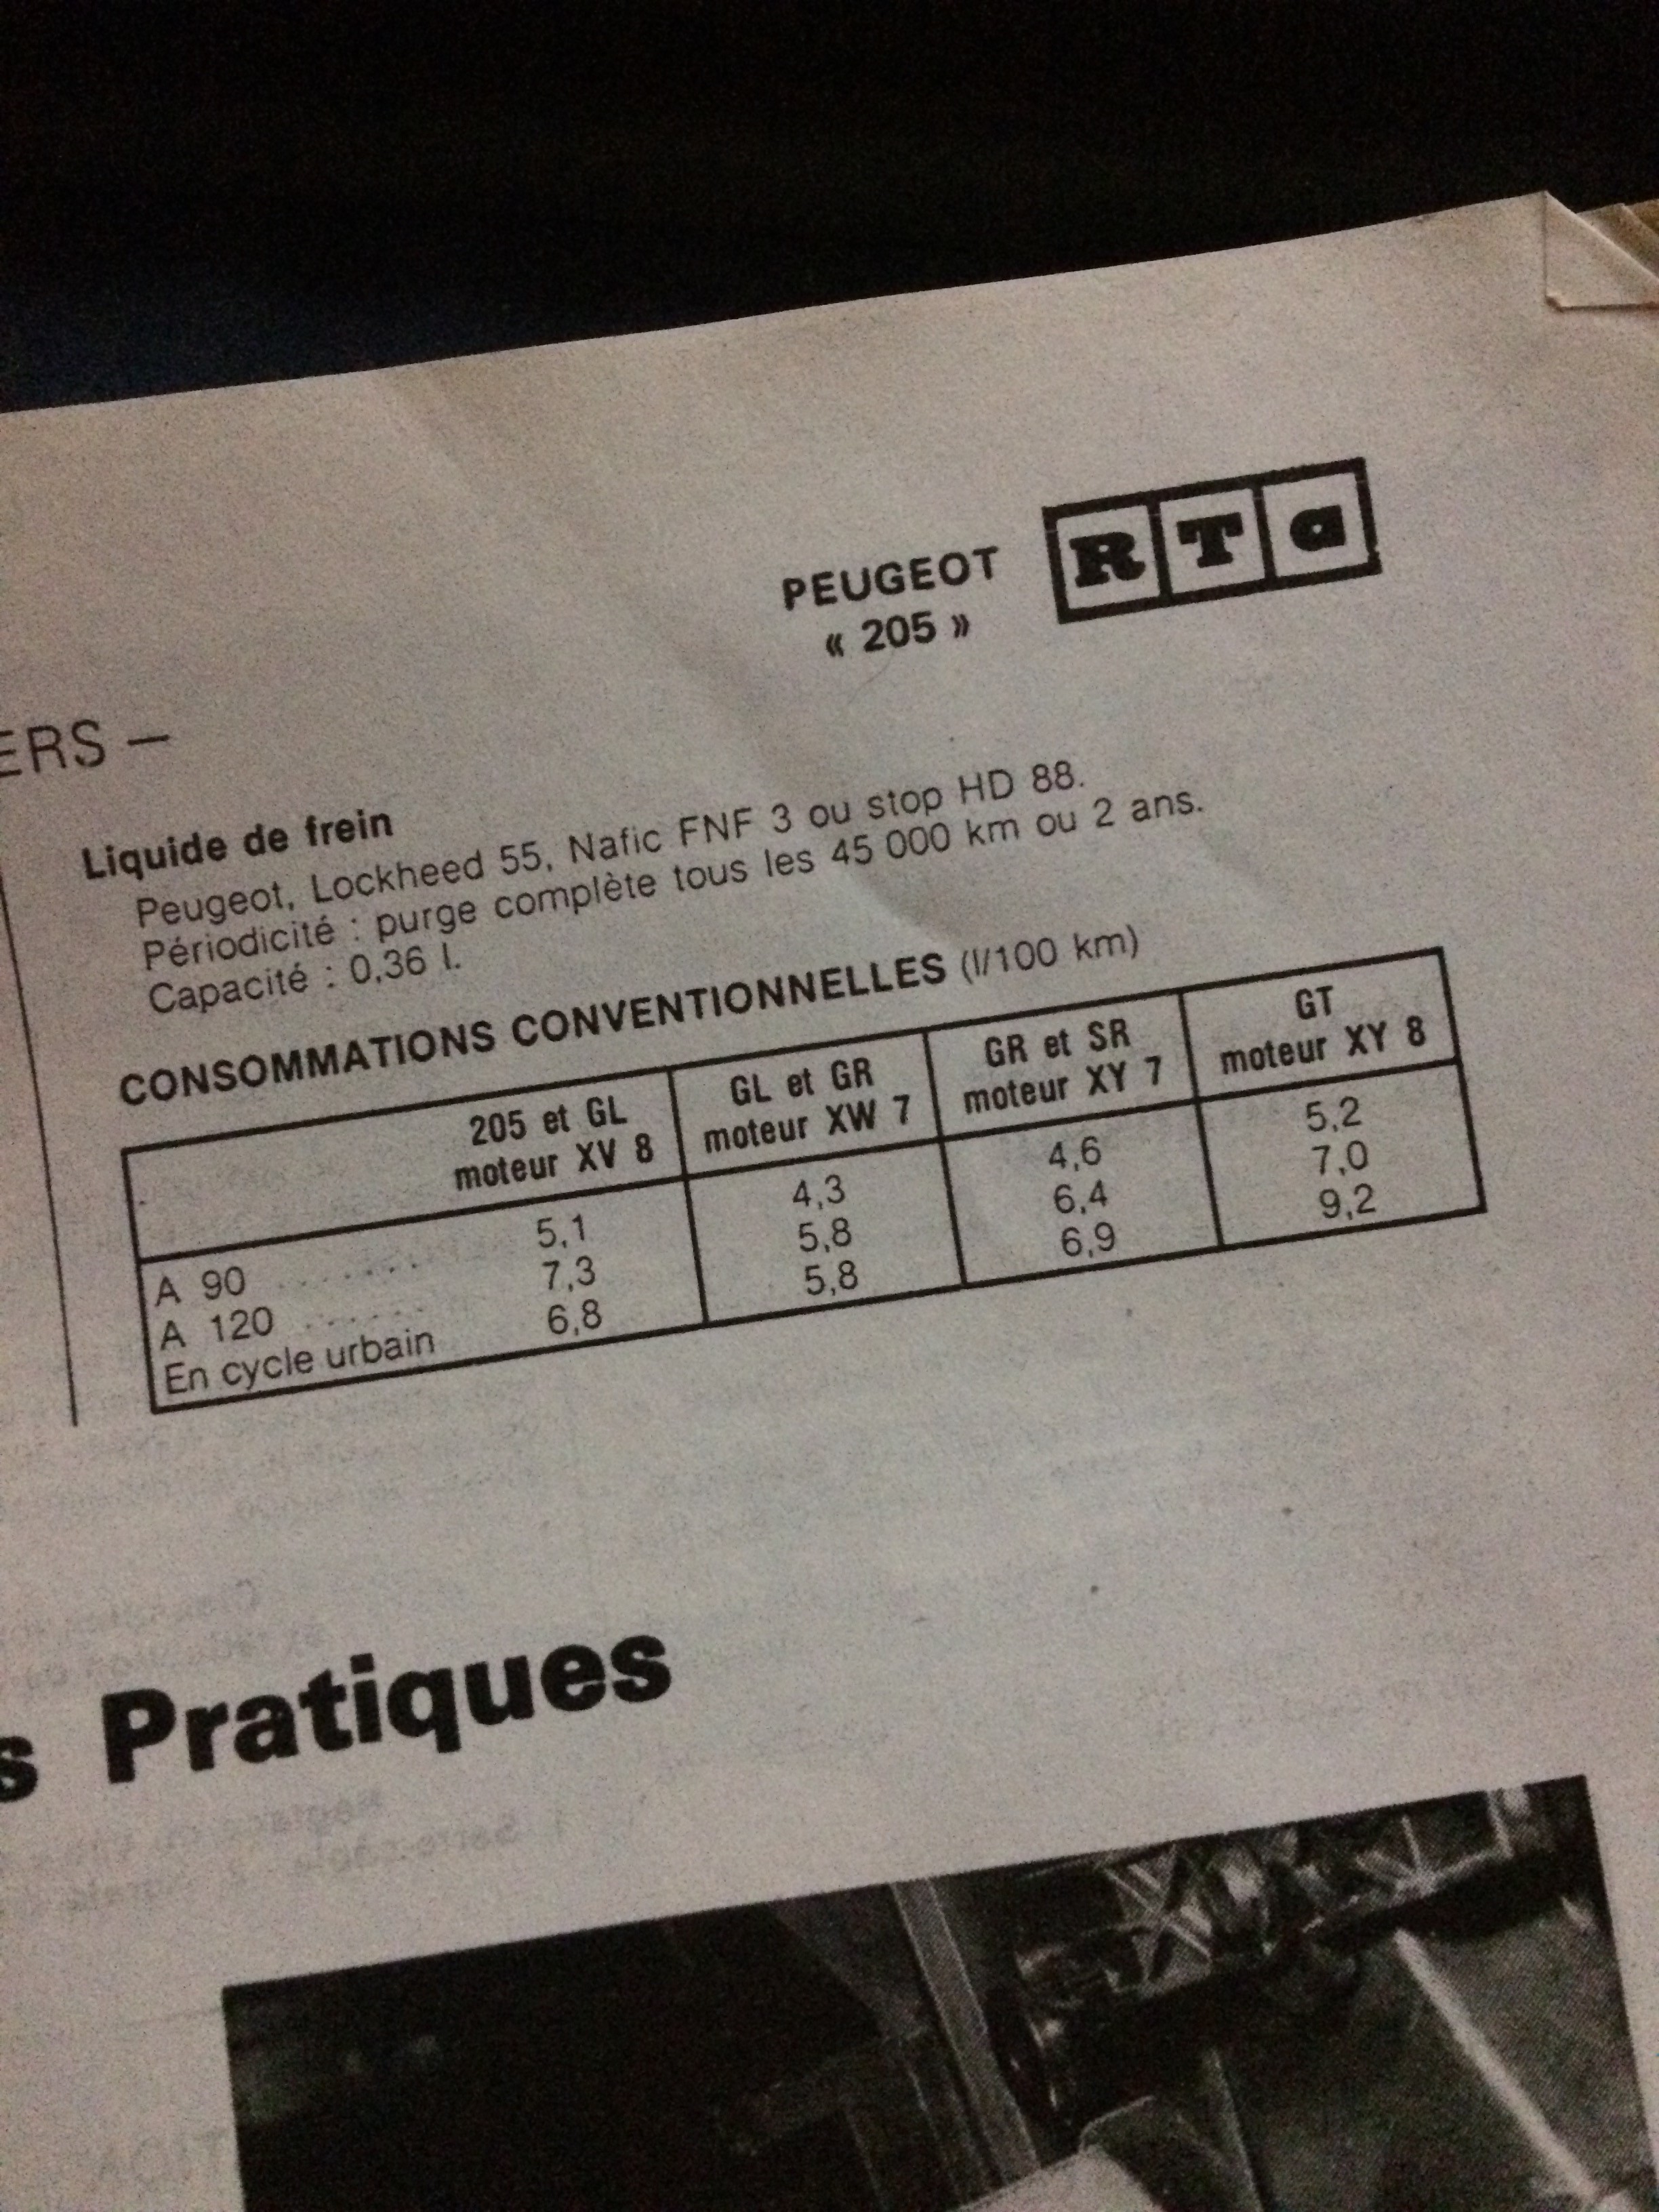 PEUGEOT
« 205 »
RTa
ERS –
Liquide de frein
Peugeot, Lockheed 55, Nafic FNF 3 ou stop HD 88.
Périodicité : purge complète tous les 45 000 km ou 2 ans.
Capacité : 0,36 l.
CONSOMMATIONS CONVENTIONNELLES (l/100 km)
205 et GL moteur XV 8 GL et GR moteur XW 7 GR et SR moteur XY 7 GT moteur XY 8
A 90 ........ 5,1 4,3 4,6 5,2
A 120 ...... 7,3 5,8 6,4 7,0
En cycle urbain 6,8 5,8 6,9 9,2
s Pratiques